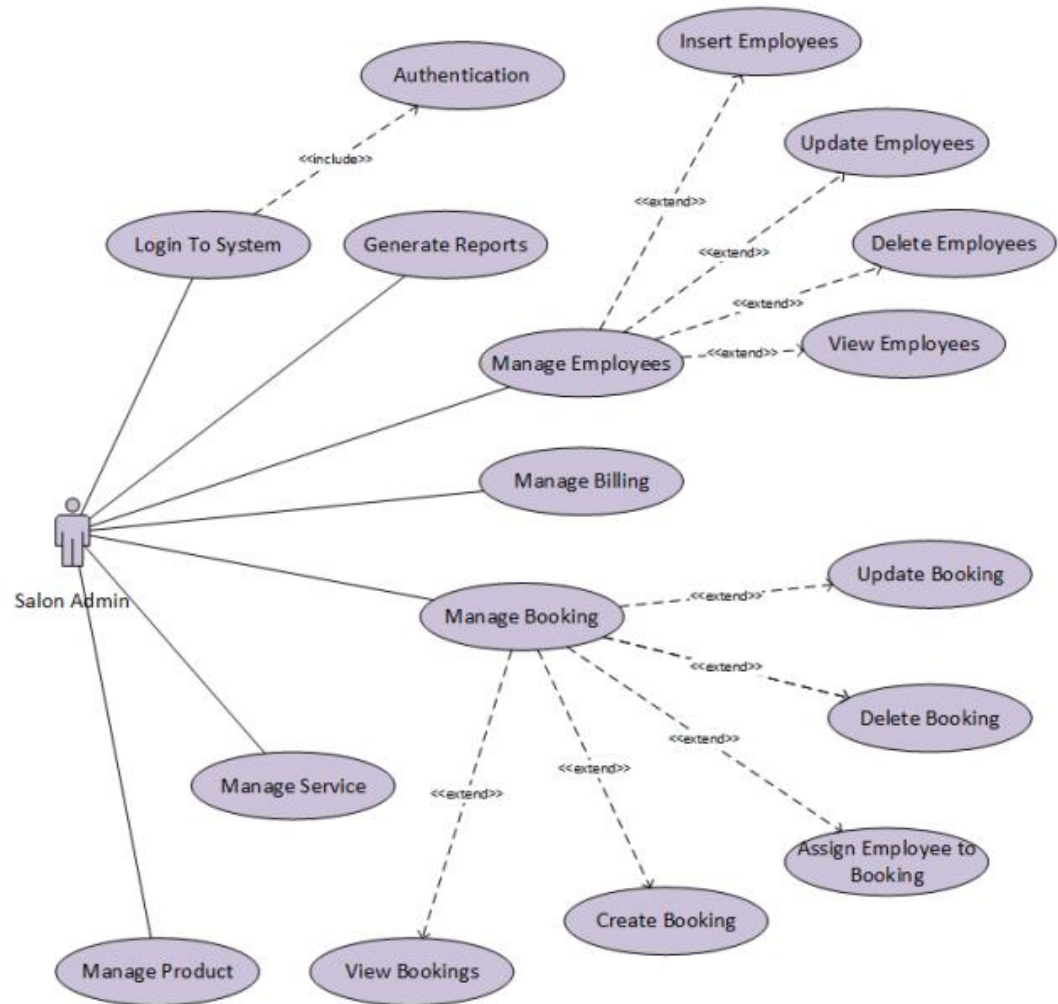 Insert Employees
Authentication
Update Employees
<<include>>
<<extend>>
Login To System
Generate Reports
<<extend>>
Delete Employees
<<extend>>
<<extend>>
View Employees
Manage Employees
Manage Billing
Salon Admin
Update Booking
<<extend>>
Manage Booking
<<extend>>
Delete Booking
<<extend>>
<<extend>>
<<extend>>
Manage Service
Assign Employee to
Booking
Create Booking
Manage Product
View Bookings